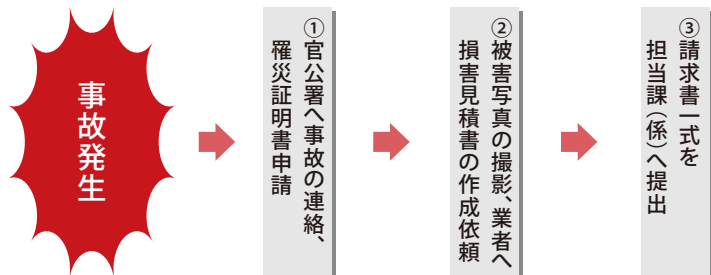 事故発生
①官公署へ事故の連絡、
罹災証明書申請
②被害写真の撮影、業者へ
損害見積書の作成依頼
③請求書一式を
担当課（係）へ提出